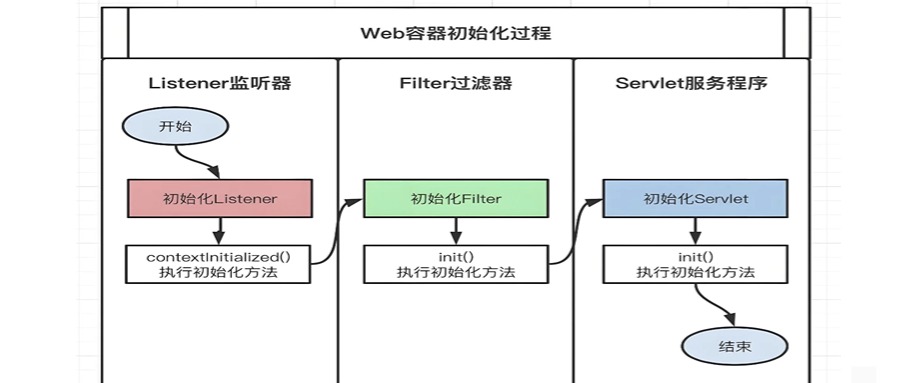 Web容器初始化过程
Listener监听器
开始
初始化Listener
contextInitialized()
执行初始化方法
Filter过滤器
初始化Filter
init()
执行初始化方法
Servlet服务程序
初始化Servlet
init()
执行初始化方法
结束